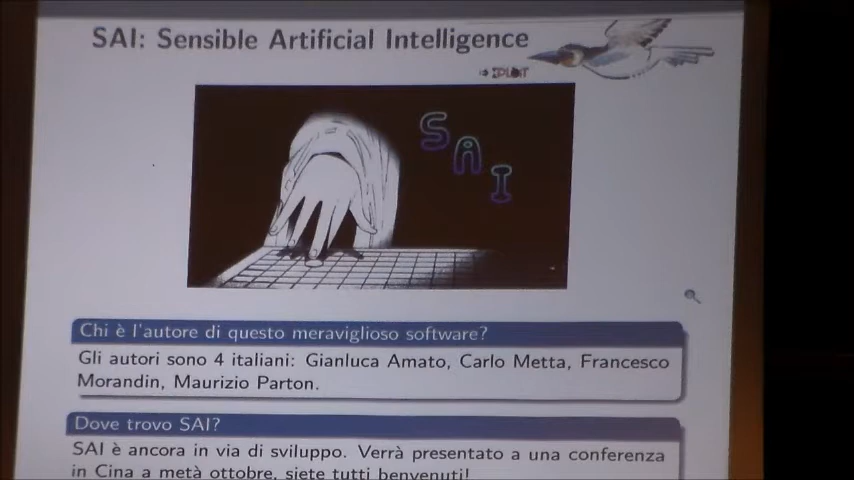 SAI: Sensible Artificial Intelligence
SAI
Chi è l'autore di questo meraviglioso software?
Gli autori sono 4 italiani: Gianluca Amato, Carlo Metta, Francesco
Morandin, Maurizio Parton.
Dove trovo SAI?
SAI è ancora in via di sviluppo. Verrà presentato a una conferenza
in Cina a metà ottobre, siete tutti benvenuti!